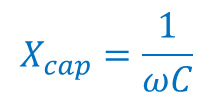 X_cap = 1/(ωC)